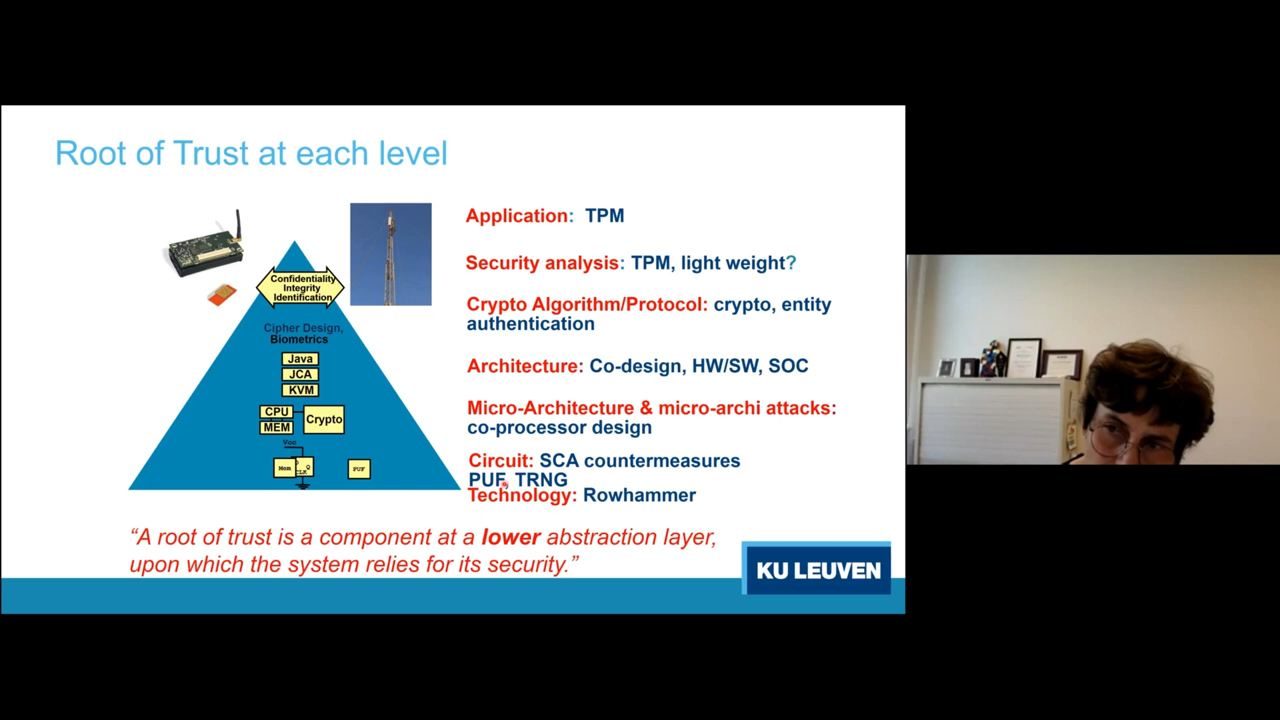 Root of Trust at each level
Confidentiality
Integrity
Identification
Cipher Design,
Biometrics
Java
JCA
KVM
CPU
MEM
Crypto
Vcc
Mem
D
Q
CLK
PUF
Application: TPM
Security analysis: TPM, light weight?
Crypto Algorithm/Protocol: crypto, entity
authentication
Architecture: Co-design, HW/SW, SOC
Micro-Architecture & micro-archi attacks:
co-processor design
Circuit: SCA countermeasures
PUF, TRNG
Technology: Rowhammer
“A root of trust is a component at a lower abstraction layer,
upon which the system relies for its security.”
KU LEUVEN